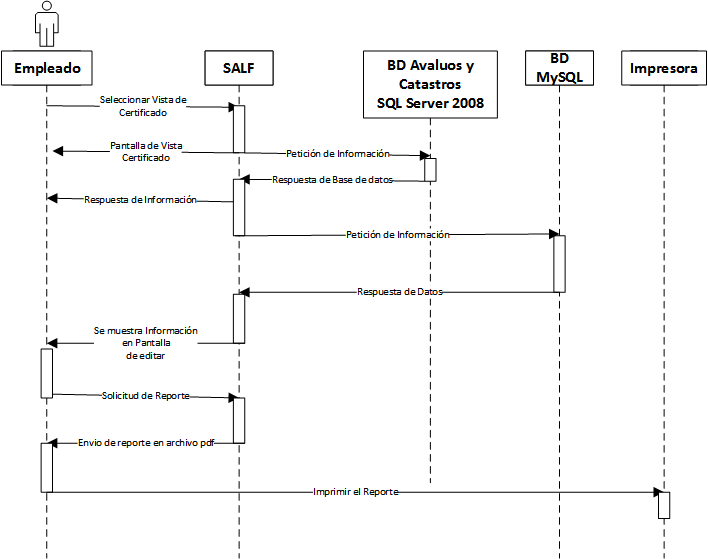 Empleado
SALF
BD Avaluos y
Catastros
SQL Server 2008
BD
MySQL
Impresora
Seleccionar Vista de
Certificado
Pantalla de Vista
Certificado
Petición de Información
Respuesta de Base de datos
Respuesta de Información
Petición de Información
Respuesta de Datos
Se muestra Información
en Pantalla
de editar
Solicitud de Reporte
Envio de reporte en archivo pdf
Imprimir el Reporte